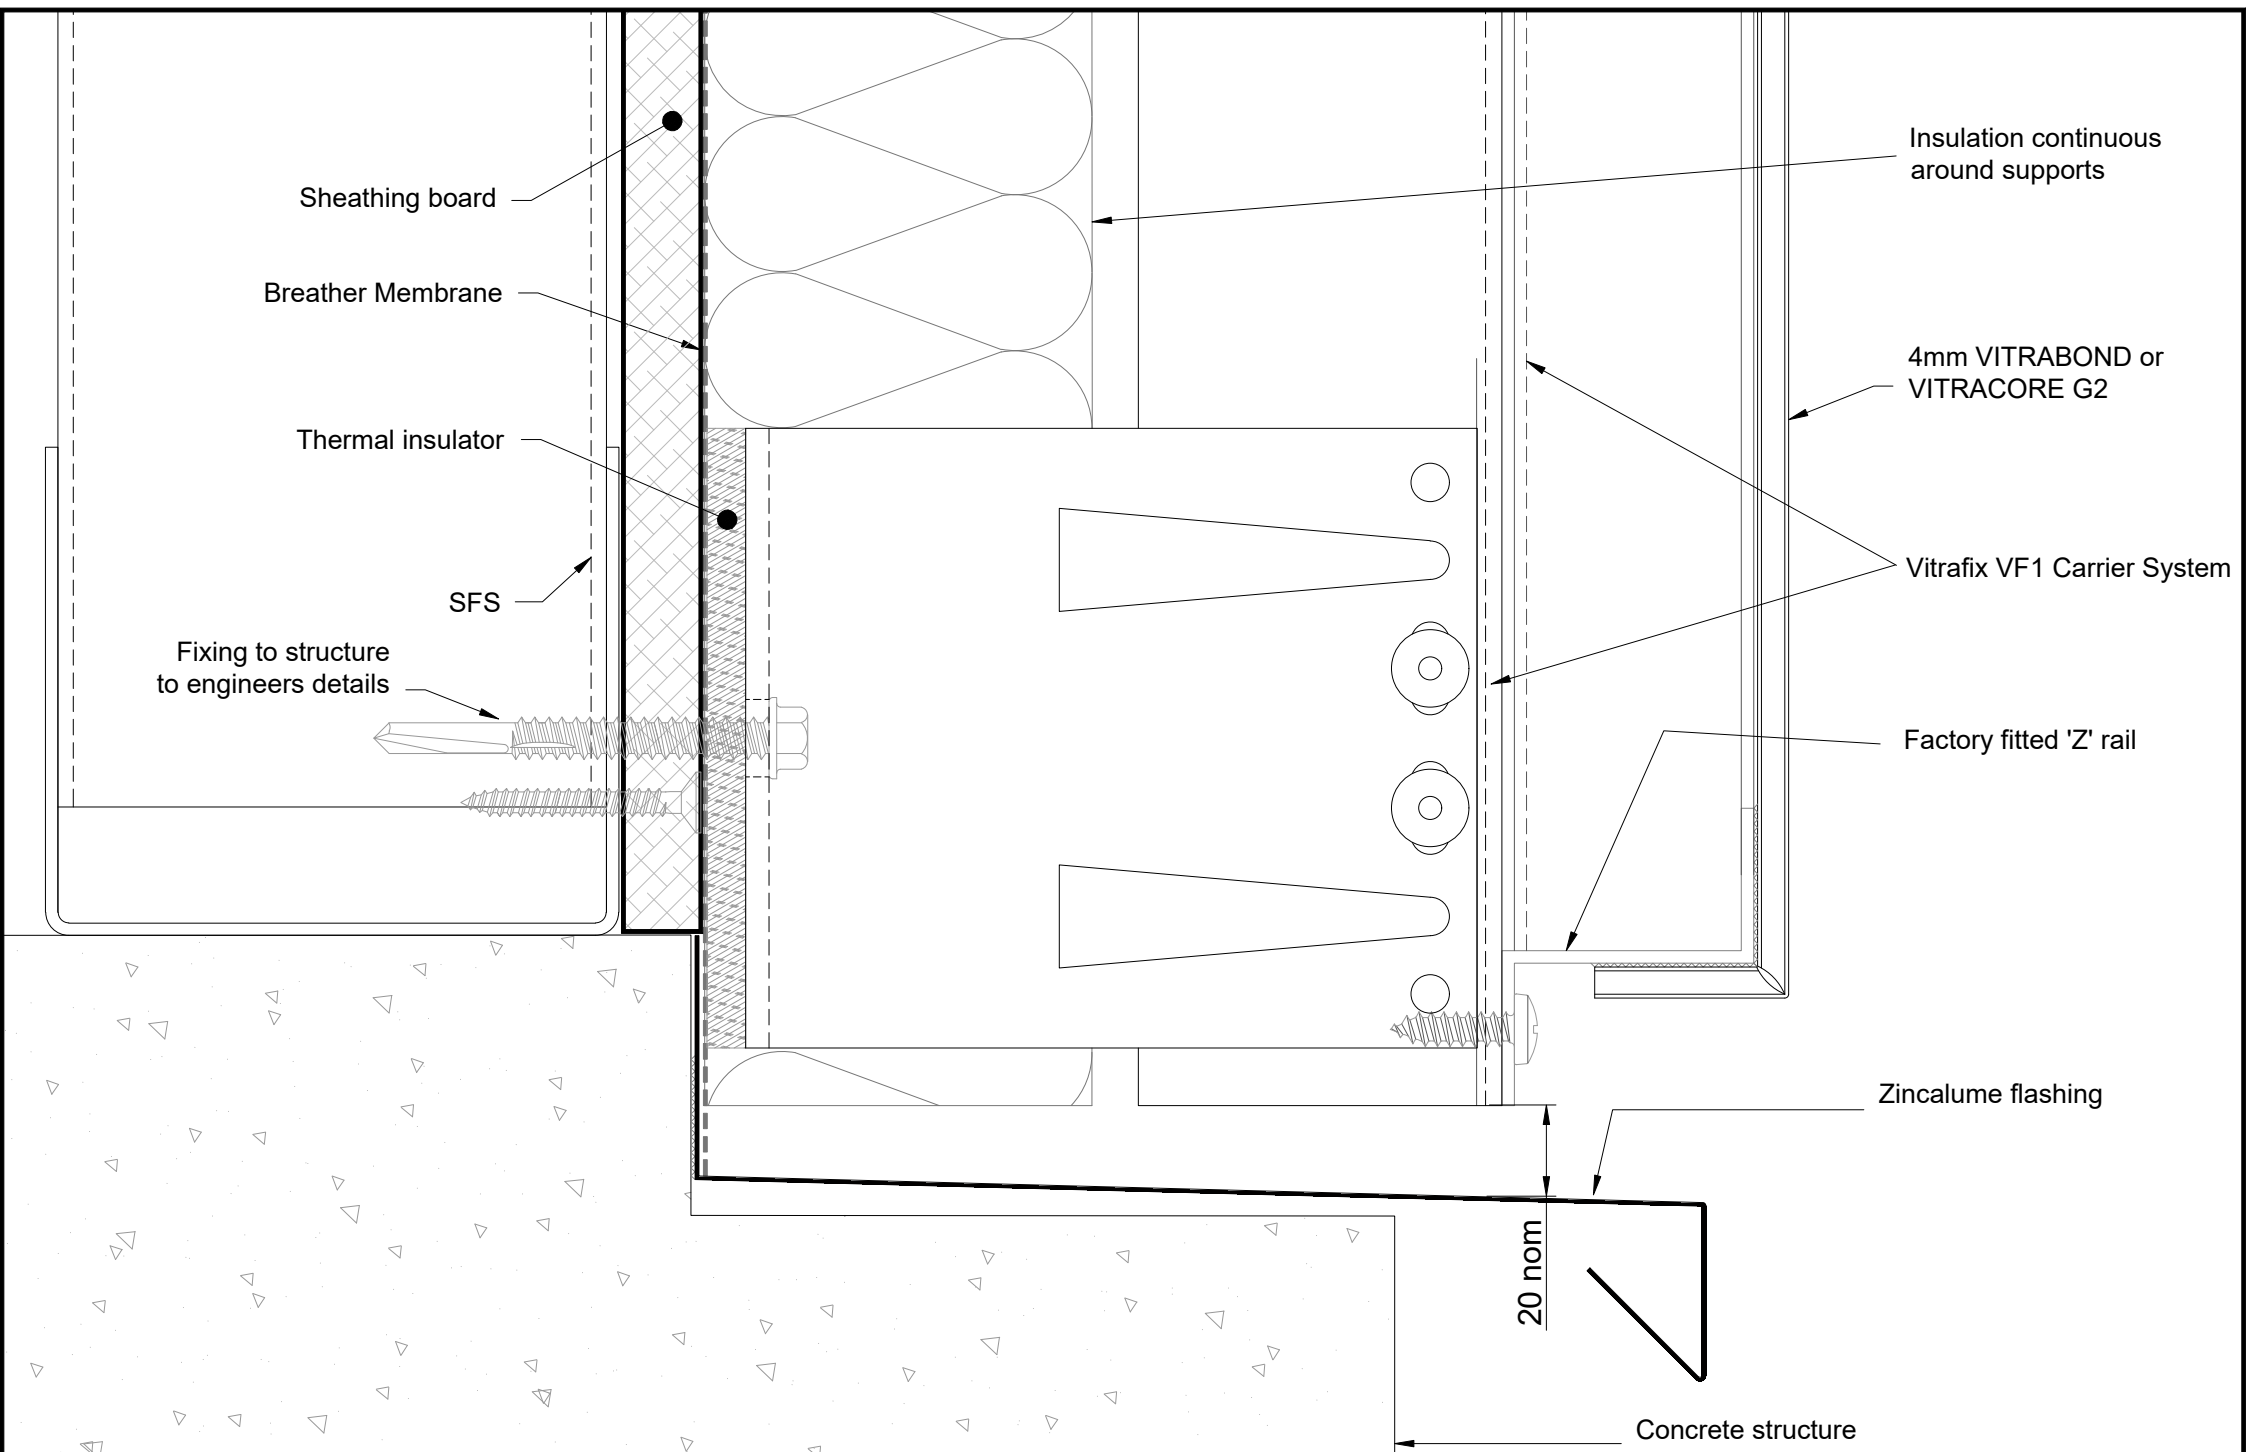 Sheathing board
Breather Membrane
Thermal insulator
SFS
Fixing to structure
to engineers details
Insulation continuous
around supports
4mm VITRABOND or
VITRACORE G2
Vitrafix VF1 Carrier System
Factory fitted 'Z' rail
Zincalume flashing
20 nom
Concrete structure